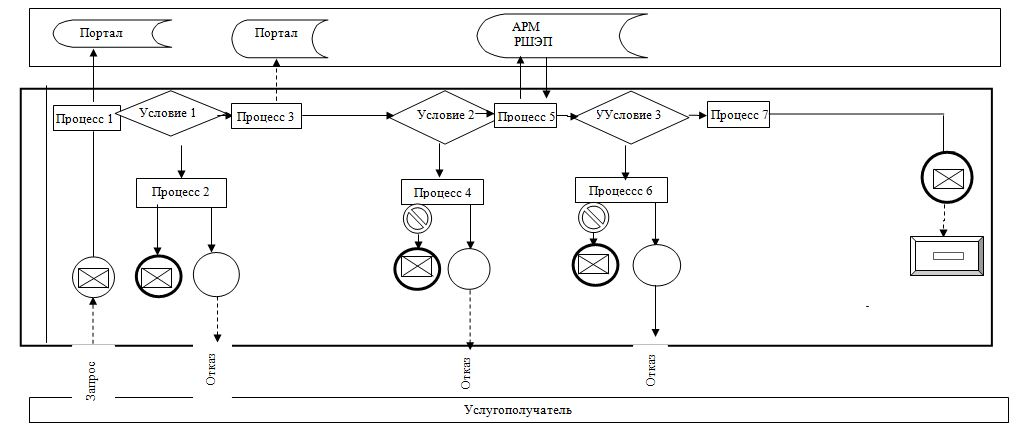 Портал
Портал
АРМ
РШЭП
Процесс 1
Условие 1
Процесс 3
Условие 2
Процесс 5
УУсловие 3
Процесс 7
Процесс 2
Процесс 4
Процессс 6
Запрос
Отказ
Отказ
Отказ
Услугополучатель